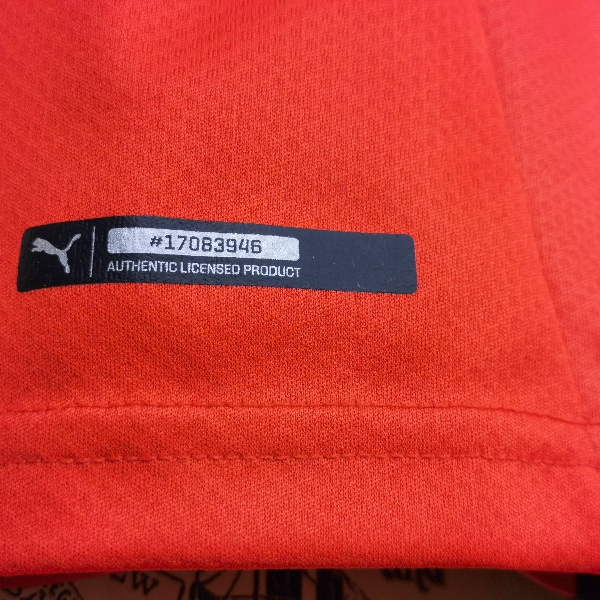 #17083946
AUTHENTIC LICENSED PRODUCT